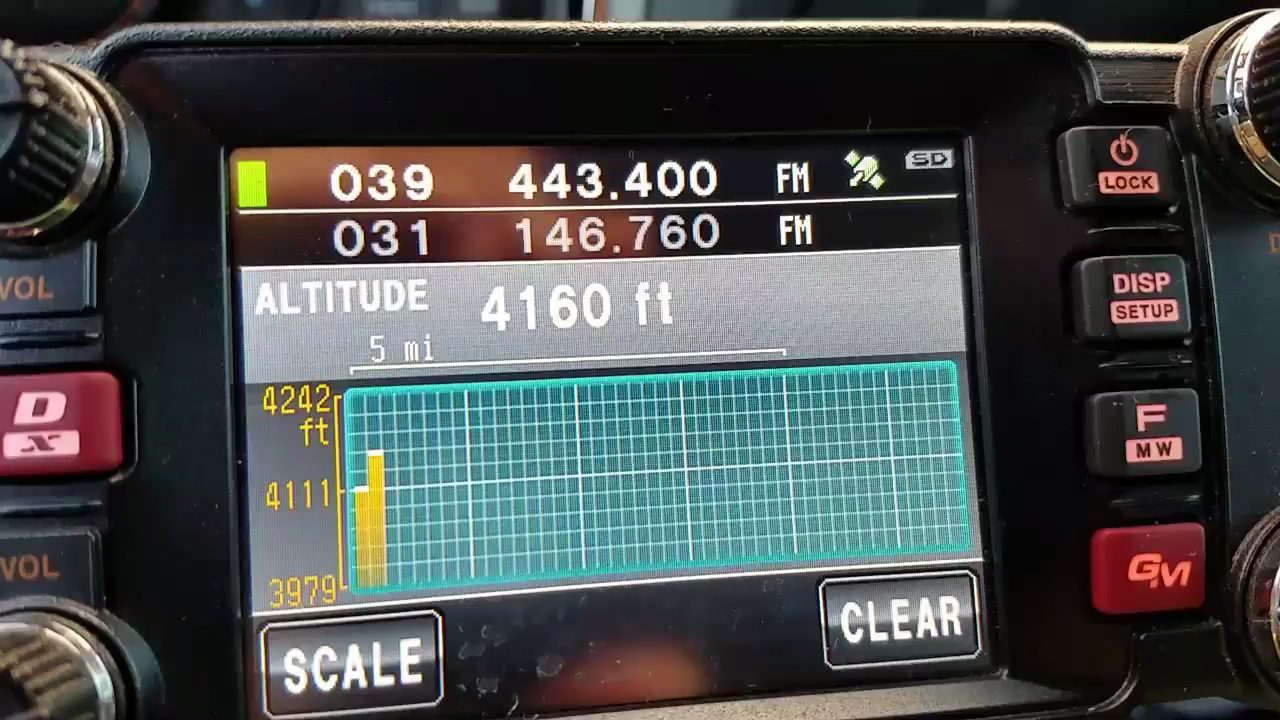 039 443.400 FM SD
031 146.760 FM
ALTITUDE 4160 ft
5 mi
4242
ft
4111
3979
SCALE
CLEAR
VOL
D
X
VOL
LOCK
DISP
SETUP
F
MW
GM